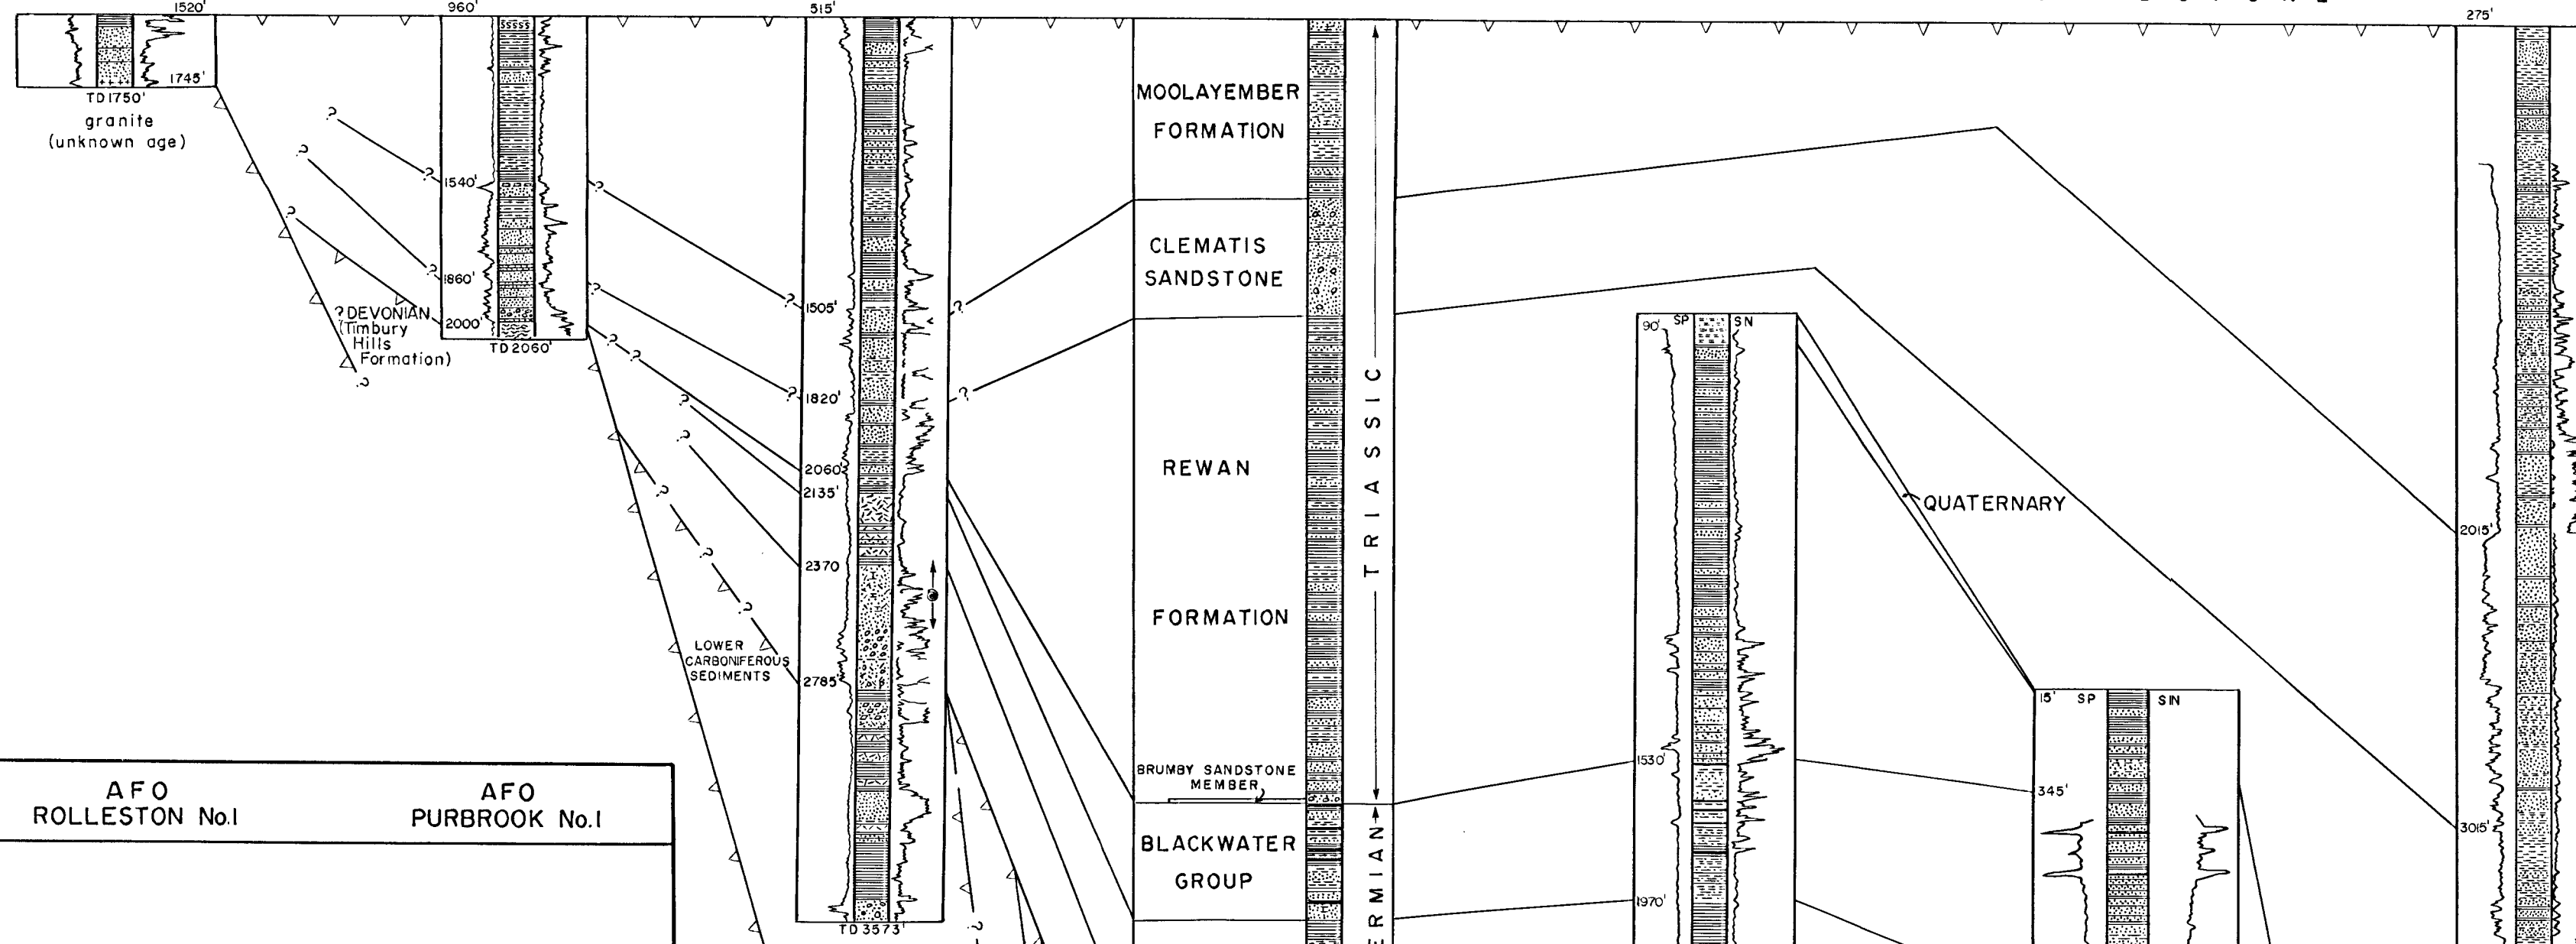 1520'
960'
515'
275'
1745'
TD 1750'
granite
(unknown age)
?
?
?
?
1540'
?
1860'
2000'
TD 2060'
? DEVONIAN
(Timbury
Hills
Formation)
?
?
?
?
?
?
?
?
?
?
?
?
?
1505'
1820'
2060'
2135'
2370
2785'
TD 3573'
?
?
?
LOWER
CARBONIFEROUS
SEDIMENTS
MOOLAYEMBER
FORMATION
CLEMATIS
SANDSTONE
REWAN
FORMATION
BRUMBY SANDSTONE
MEMBER
BLACKWATER
GROUP
TRIASSIC
ERMIAN
90'
SP
SN
1530'
1970'
QUATERNARY
15'
SP
SN
345'
2015'
3015'
AFO
ROLLESTON No.1
AFO
PURBROOK No.1